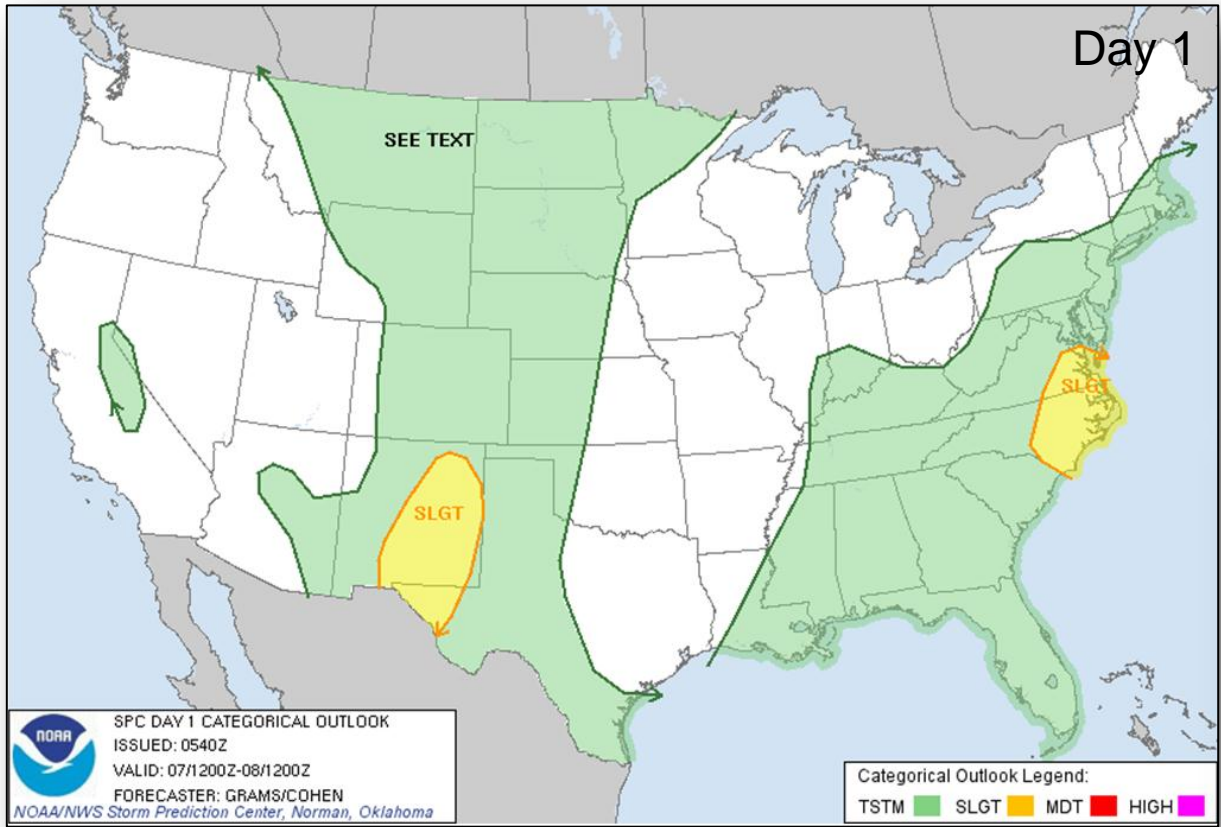 Day 1
SEE TEXT
SLGT
SLGT
NOAA
SPC DAY 1 CATEGORICAL OUTLOOK
ISSUED: 0540Z
VALID: 07/1200Z-08/1200Z
FORECASTER: GRAMS/COHEN
NOAA/NWS Storm Prediction Center, Norman, Oklahoma
Categorical Outlook Legend:
TSTM SLGT MDT HIGH